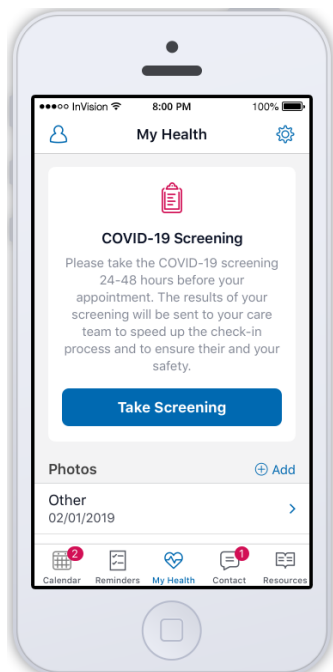 InVision 8:00 PM 100%
My Health
COVID-19 Screening
Please take the COVID-19 screening
24-48 hours before your
appointment. The results of your
screening will be sent to your care
team to speed up the check-in
process and to ensure their and your
safety.
Take Screening
Photos Add
Other
02/01/2019
2 1
Calendar Reminders My Health Contact Resources